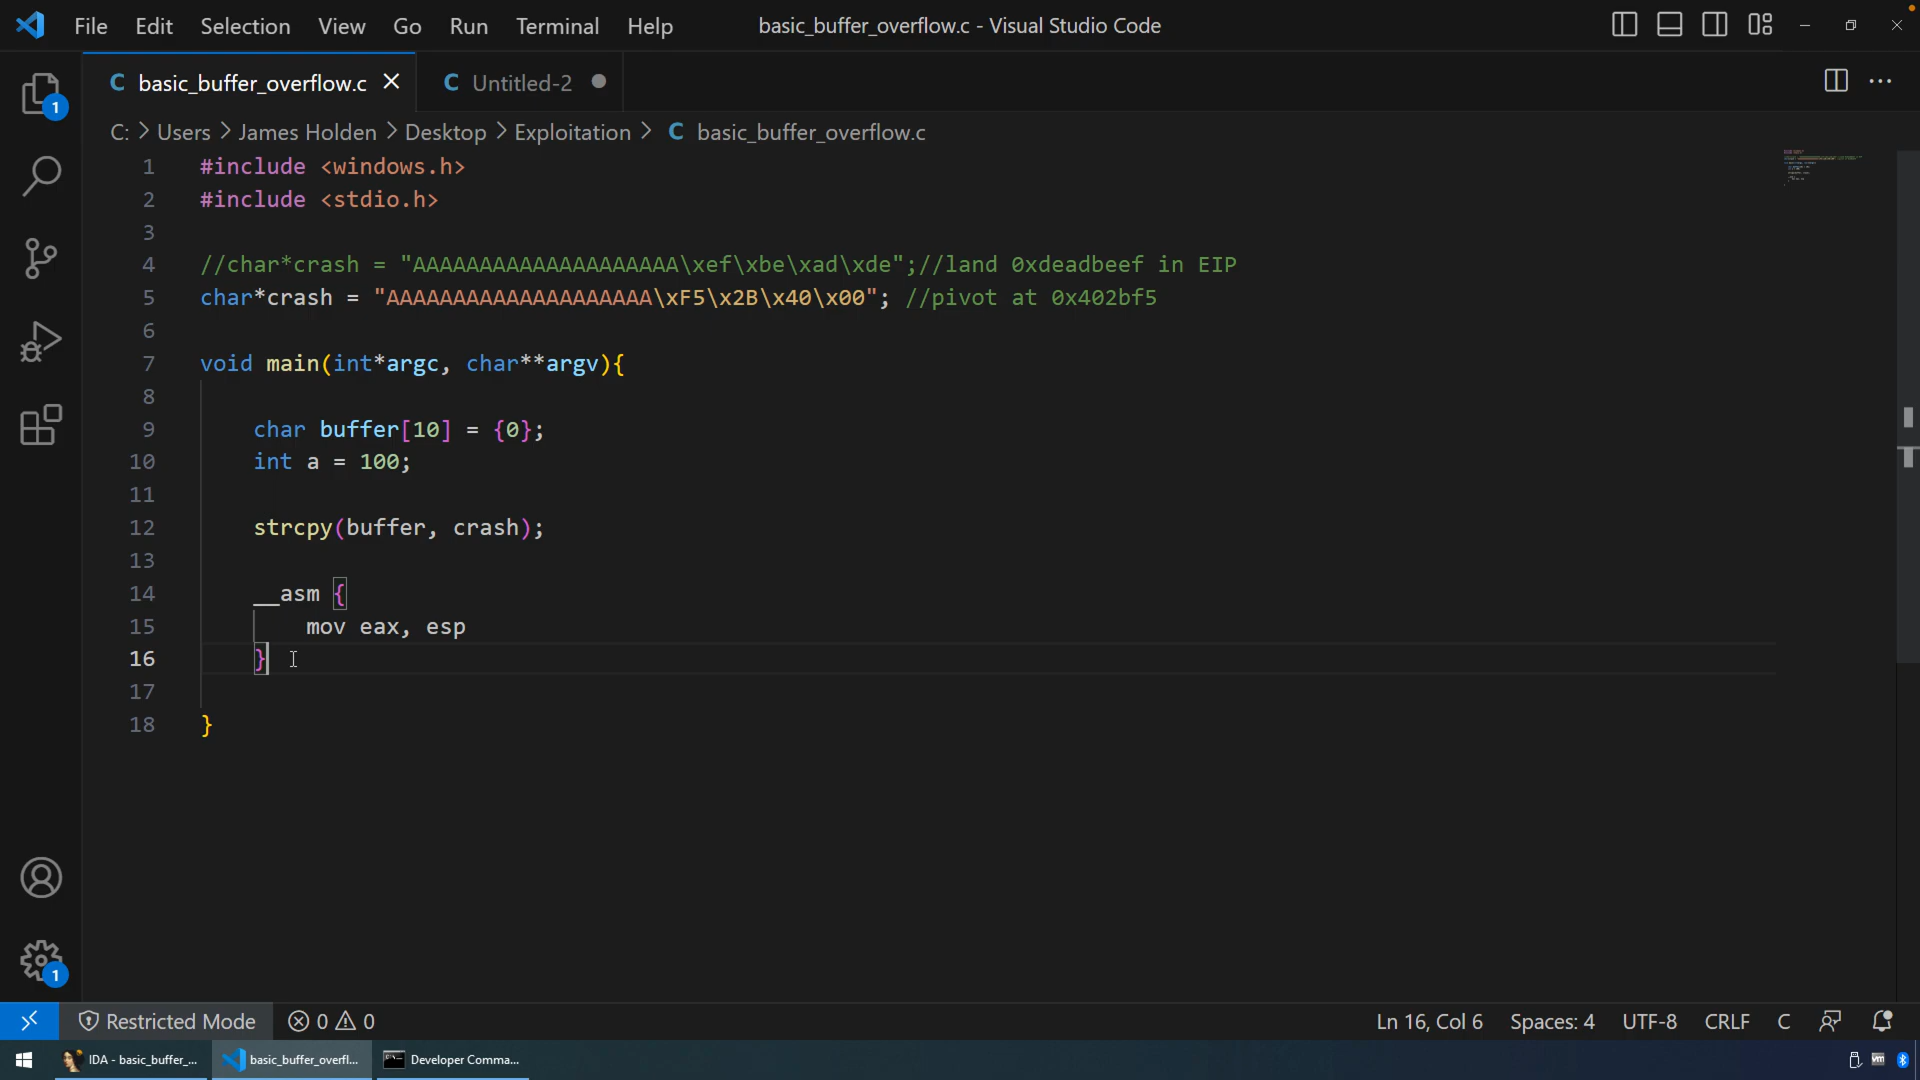 File Edit Selection View Go Run Terminal Help basic_buffer_overflow.c - Visual Studio Code
C basic_buffer_overflow.c C Untitled-2
C: > Users > James Holden > Desktop > Exploitation > C basic_buffer_overflow.c
1 #include <windows.h>
2 #include <stdio.h>
3
4 //char*crash = "AAAAAAAAAAAAAAAAAAAA\xef\xbe\xad\xde";//land 0xdeadbeef in EIP
5 char*crash = "AAAAAAAAAAAAAAAAAAAA\xF5\x2B\x40\x00"; //pivot at 0x402bf5
6
7 void main(int*argc, char**argv){
8
9 char buffer[10] = {0};
10 int a = 100;
11
12 strcpy(buffer, crash);
13
14 __asm {
15 mov eax, esp
16 }
17
18 }
1
1
Restricted Mode 0 0 Ln 16, Col 6 Spaces: 4 UTF-8 CRLF C
IDA - basic_buffer_... basic_buffer_overfl... Developer Comma... vm